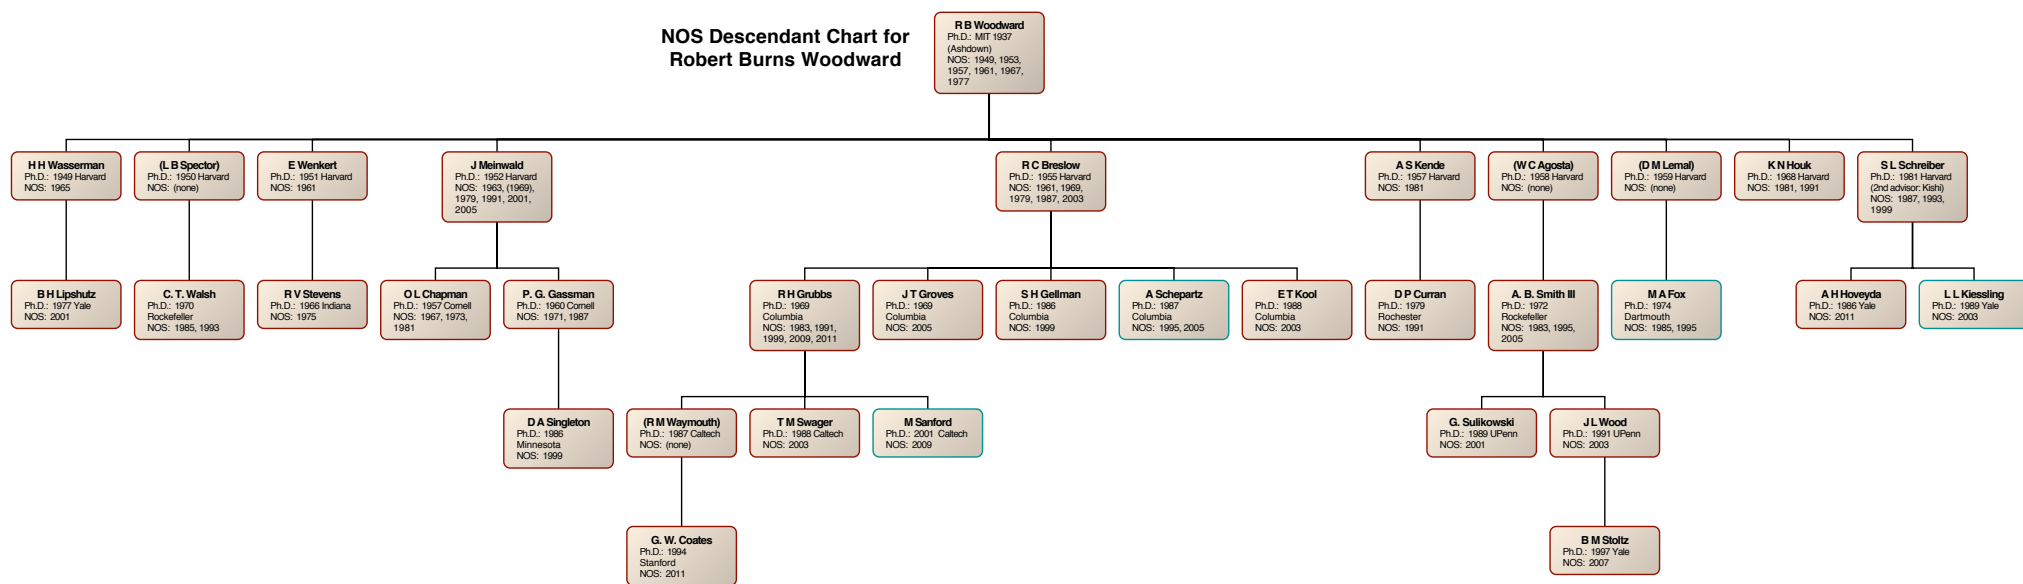 NOS Descendant Chart for
Robert Burns Woodward
R B Woodward
Ph.D.: MIT 1937
(Ashdown)
NOS: 1949, 1953,
1957, 1961, 1967,
1977
H H Wasserman
Ph.D.: 1949 Harvard
NOS: 1965
(L B Spector)
Ph.D.: 1950 Harvard
NOS: (none)
E Wenkert
Ph.D.: 1951 Harvard
NOS: 1961
J Meinwald
Ph.D.: 1952 Harvard
NOS: 1963, (1969),
1979, 1991, 2001,
2005
R C Breslow
Ph.D.: 1955 Harvard
NOS: 1961, 1969,
1979, 1987, 2003
A S Kende
Ph.D.: 1957 Harvard
NOS: 1981
(W C Agosta)
Ph.D.: 1958 Harvard
NOS: (none)
(D M Lemal)
Ph.D.: 1959 Harvard
NOS: (none)
K N Houk
Ph.D.: 1968 Harvard
NOS: 1981, 1991
S L Schreiber
Ph.D.: 1981 Harvard
(2nd advisor: Kishi)
NOS: 1987, 1993,
1999
B H Lipshutz
Ph.D.: 1977 Yale
NOS: 2001
C. T. Walsh
Ph.D.: 1970
Rockefeller
NOS: 1985, 1993
R V Stevens
Ph.D.: 1966 Indiana
NOS: 1975
O L Chapman
Ph.D.: 1957 Cornell
NOS: 1967, 1973,
1981
P. G. Gassman
Ph.D.: 1960 Cornell
NOS: 1971, 1987
R H Grubbs
Ph.D.: 1969
Columbia
NOS: 1983, 1991,
1999, 2009, 2011
J T Groves
Ph.D.: 1969
Columbia
NOS: 2005
S H Gellman
Ph.D.: 1986
Columbia
NOS: 1999
A Schepartz
Ph.D.: 1987
Columbia
NOS: 1995, 2005
E T Kool
Ph.D.: 1988
Columbia
NOS: 2003
D P Curran
Ph.D.: 1979
Rochester
NOS: 1991
A. B. Smith III
Ph.D.: 1972
Rockefeller
NOS: 1983, 1995,
2005
M A Fox
Ph.D.: 1974
Dartmouth
NOS: 1985, 1995
A H Hoveyda
Ph.D.: 1986 Yale
NOS: 2011
L L Kiessling
Ph.D.: 1989 Yale
NOS: 2003
D A Singleton
Ph.D.: 1986
Minnesota
NOS: 1999
(R M Waymouth)
Ph.D.: 1987 Caltech
NOS: (none)
T M Swager
Ph.D.: 1988 Caltech
NOS: 2003
M Sanford
Ph.D.: 2001 Caltech
NOS: 2009
G. Sulikowski
Ph.D.: 1989 UPenn
NOS: 2001
J L Wood
Ph.D.: 1991 UPenn
NOS: 2003
G. W. Coates
Ph.D.: 1994
Stanford
NOS: 2011
B M Stoltz
Ph.D.: 1997 Yale
NOS: 2007